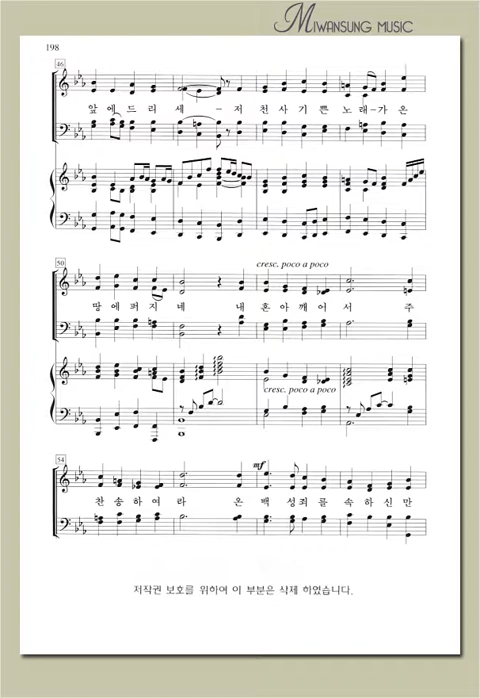 MIWANSUNG MUSIC
198
46
앞에드리세 - 저천사기쁜노래-가온
50
cresc. poco a poco
땅에퍼지네 내혼아깨어서 주
cresc. poco a poco
54
mf
찬송하여라 온백성죄를속하신만
저작권 보호를 위하여 이 부분은 삭제 하였습니다.